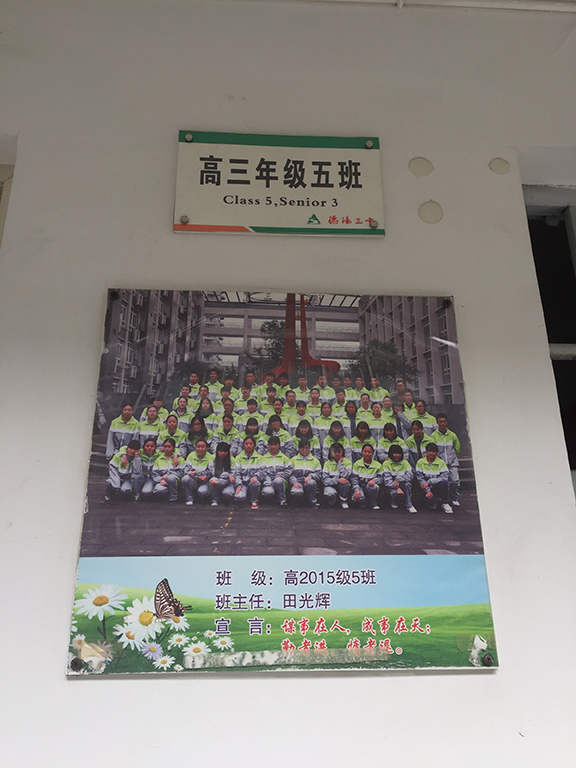 高三年级五班
Class 5,Senior 3
班 级：高2015级5班
班主任：田光辉
宣 言：谋事在人，成事在天；
勤者进，惰者退。